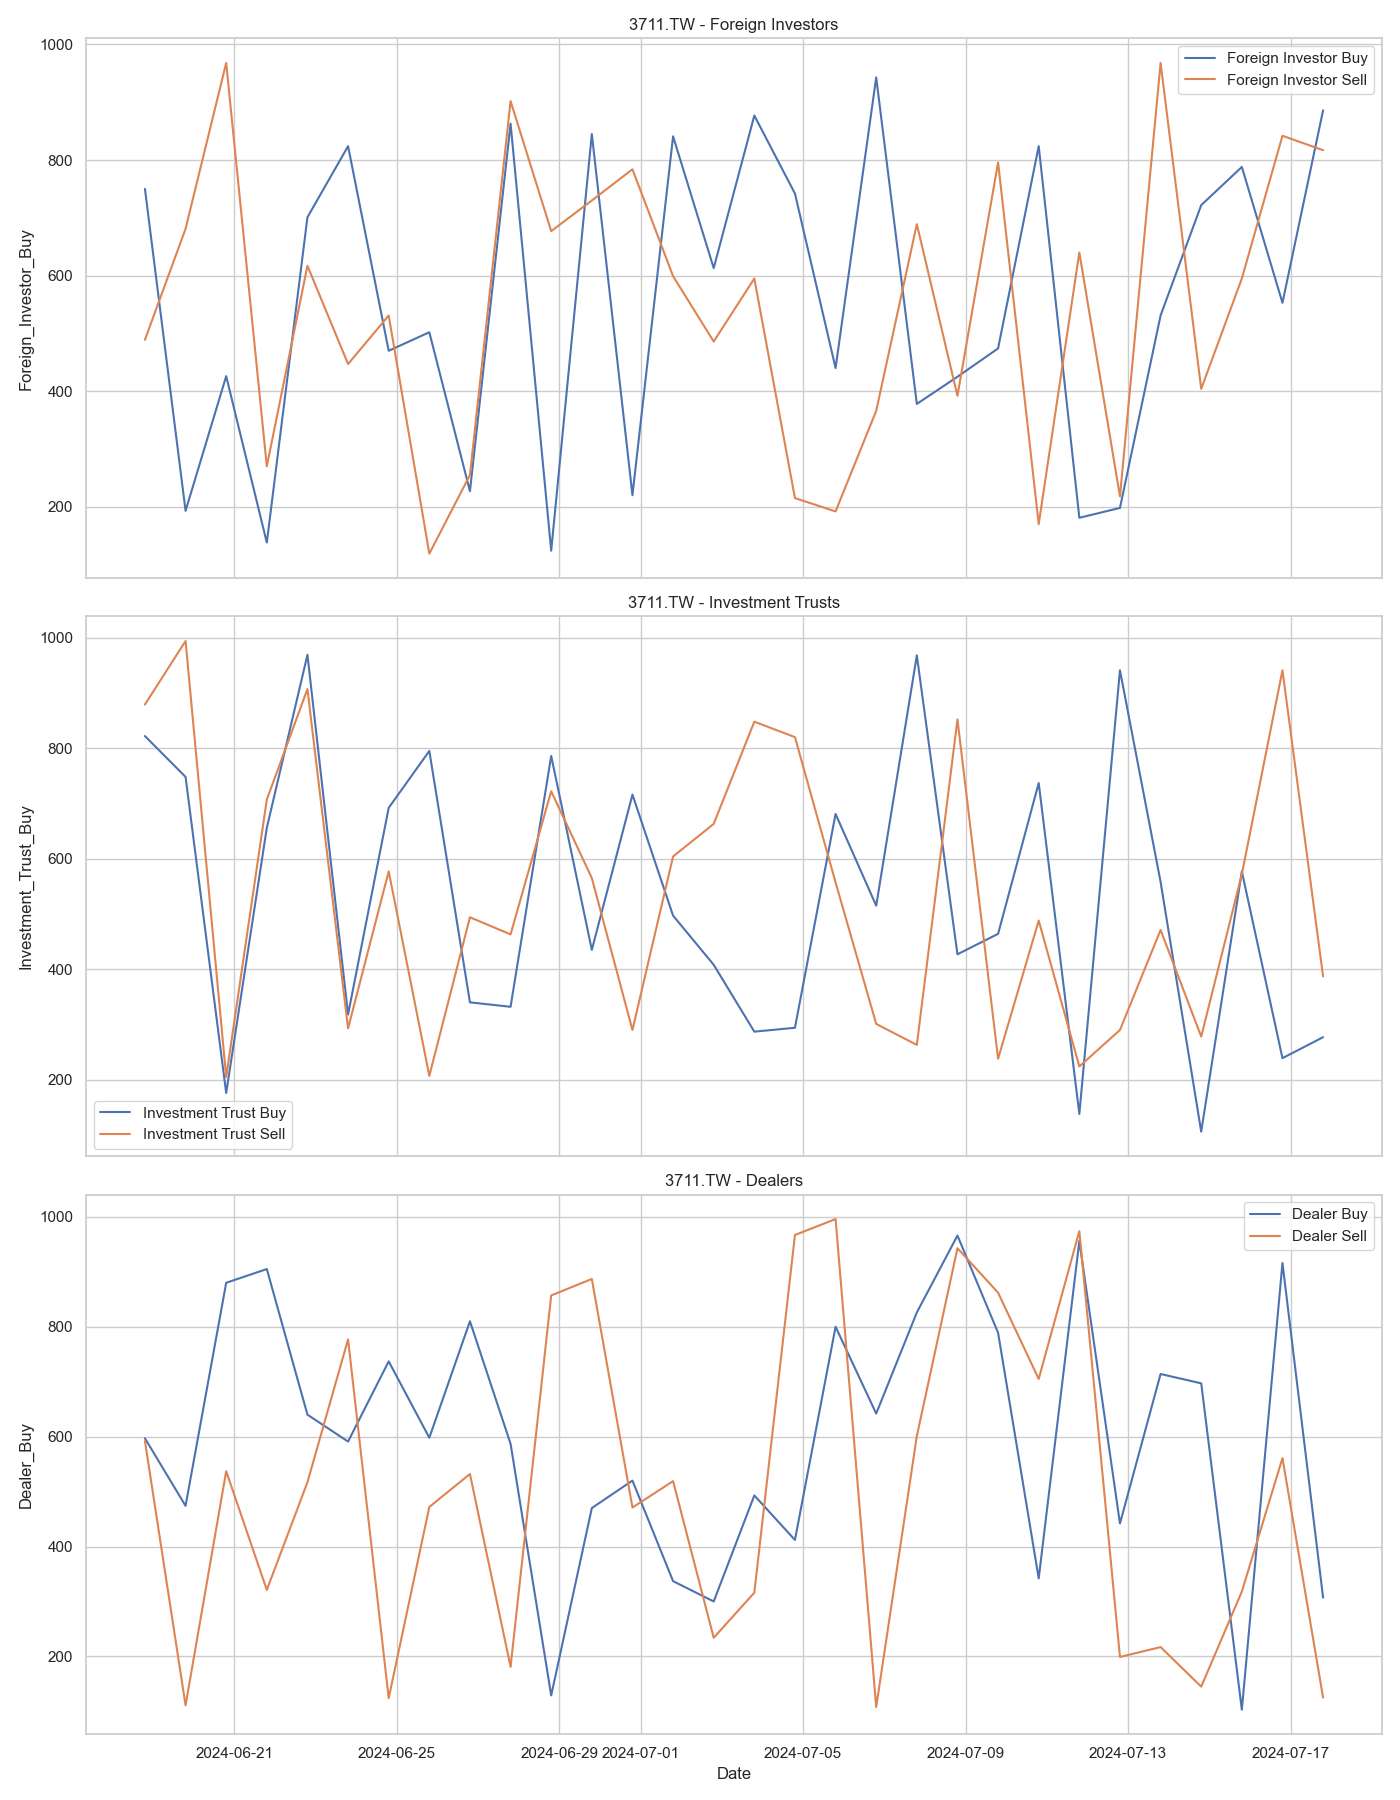 3711.TW - Foreign Investors
1000
800
600
400
200
Foreign_Investor_Buy
Foreign Investor Buy
Foreign Investor Sell
3711.TW - Investment Trusts
1000
800
600
400
200
Investment_Trust_Buy
Investment Trust Buy
Investment Trust Sell
3711.TW - Dealers
1000
800
600
400
200
Dealer_Buy
Dealer Buy
Dealer Sell
2024-06-21 2024-06-25 2024-06-29 2024-07-01 2024-07-05 2024-07-09 2024-07-13 2024-07-17
Date